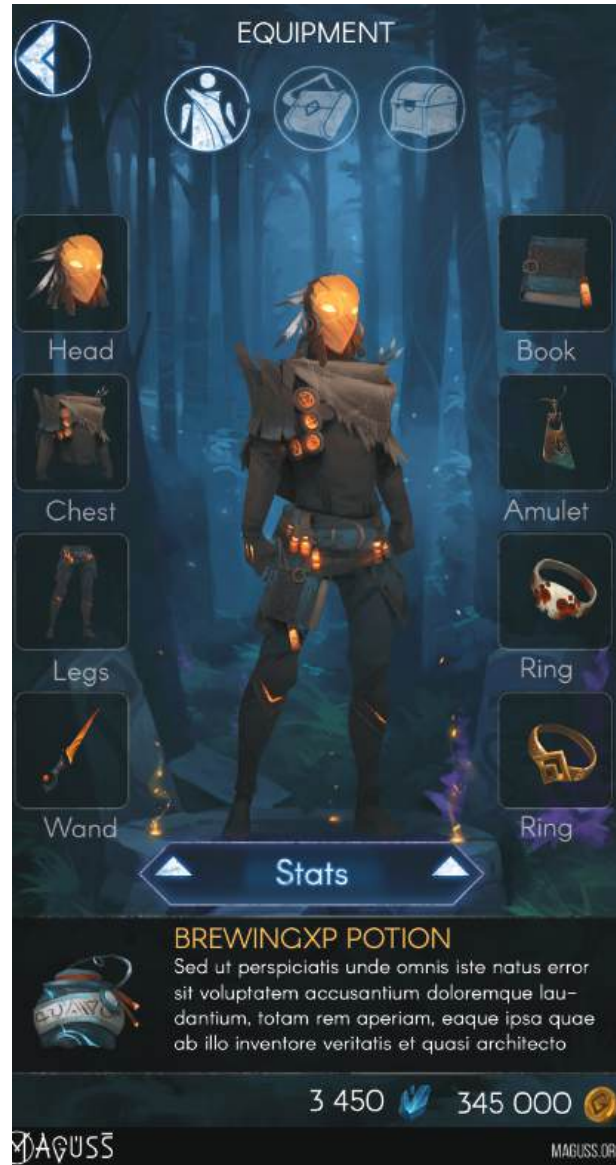 EQUIPMENT
Head
Book
Chest
Amulet
Legs
Ring
Wand
Ring
Stats
BREWINGXP POTION
Sed ut perspiciatis unde omnis iste natus error
sit voluptatem accusantium doloremque lau-
dantium, totam rem aperiam, eaque ipsa quae
ab illo inventore veritatis et quasi architecto
3 450 345 000
MAGUSS
MAGUSS.OR